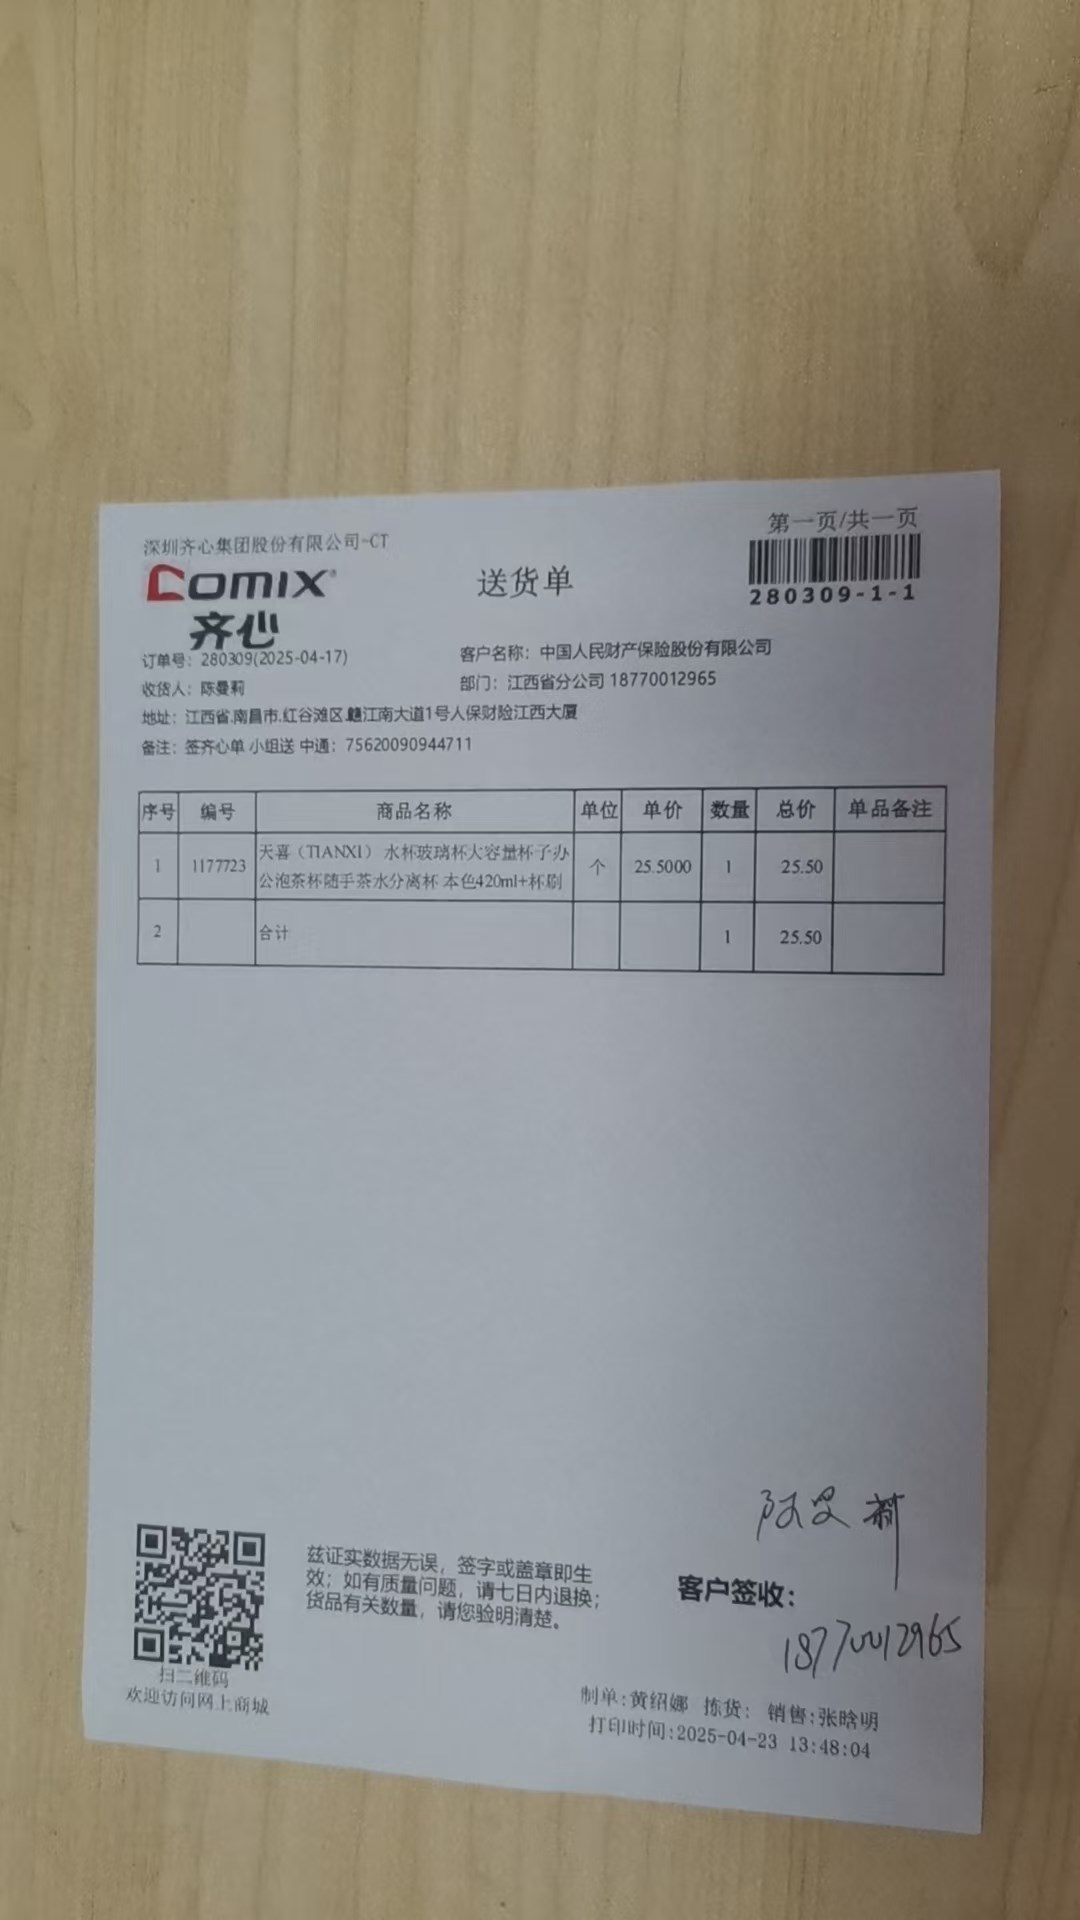 第一页/共一页
深圳齐心集团股份有限公司-CT
COMIX®
齐心
送货单
280309-1-1
订单号：280309(2025-04-17)
客户名称：中国人民财产保险股份有限公司
收货人：陈曼莉
部门：江西省分公司 18770012965
地址：江西省.南昌市.红谷滩区.赣江南大道1号人保财险江西大厦
备注：签齐心单 小组送 中通：75620090944711
序号 编号 商品名称 单位 单价 数量 总价 单品备注
1 1177723 天喜（TIANXI） 水杯玻璃杯大容量杯子办 个 25.5000 1 25.50
公泡茶杯随手茶水分离杯 本色420ml+杯刷
2 合计 1 25.50
陈曼莉
兹证实数据无误，签字或盖章即生
效；如有质量问题，请七日内退换；
货品有关数量，请您验明清楚。
客户签收：
18770012965
扫二维码
欢迎访问网上商城
制单:黄绍娜 拣货: 销售:张晗明
打印时间:2025-04-23 13:48:04